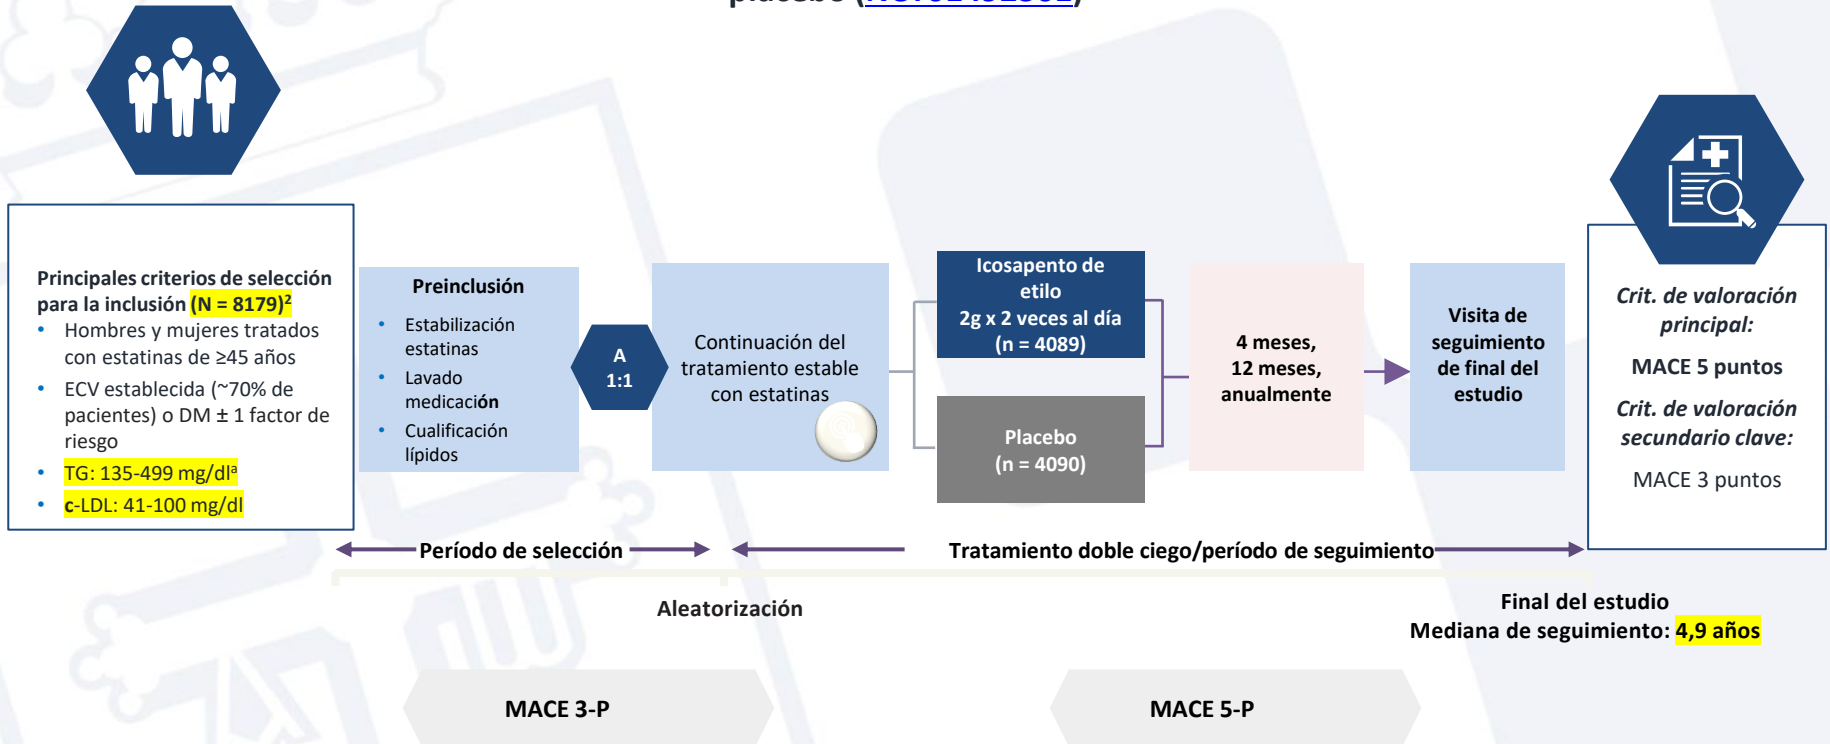 placebo (
Principales criterios de selección
para la inclusión (N = 8179)²
• Hombres y mujeres tratados
con estatinas de ≥45 años
• ECV establecida (~70% de
pacientes) o DM ± 1 factor de
riesgo
• TG: 135-499 mg/dlᵃ
• c-LDL: 41-100 mg/dl
Preinclusión
• Estabilización
estatinas
• Lavado
medicación
• Cualificación
lípidos
A
1:1
Continuación del
tratamiento estable
con estatinas
Icosapento de
etilo
2g x 2 veces al día
(n = 4089)
Placebo
(n = 4090)
4 meses,
12 meses,
anualmente
Visita de
seguimiento
de final del
estudio
Crit. de valoración
principal:
MACE 5 puntos
Crit. de valoración
secundario clave:
MACE 3 puntos
Período de selección
Tratamiento doble ciego/período de seguimiento
Aleatorización
Final del estudio
Mediana de seguimiento: 4,9 años
MACE 3-P
MACE 5-P